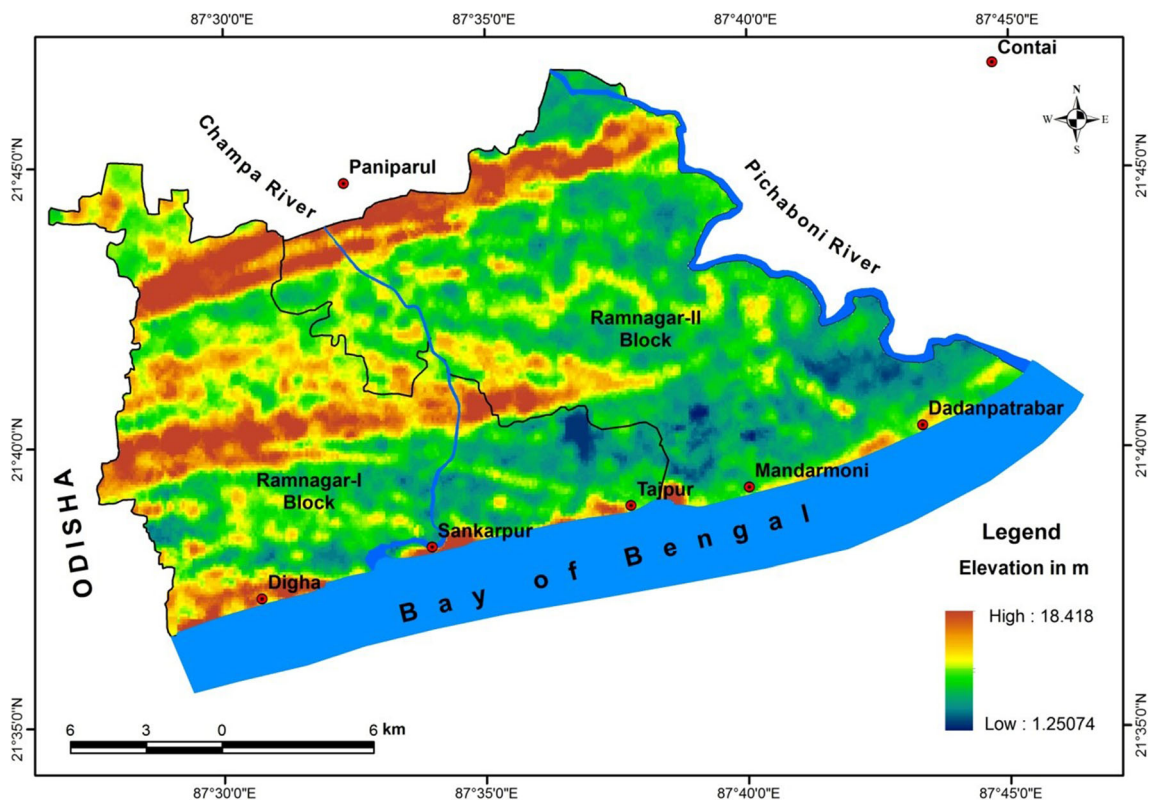 87°30'0"E 87°35'0"E 87°40'0"E 87°45'0"E
Contai
N
W E
S
Champa River
Paniparul
Pichaboni River
21°45'0"N 21°45'0"N
Ramnagar-II
Block
Dadanpatrabar
21°40'0"N 21°40'0"N
Mandarmoni
Ramnagar-I
Block
Tajpur
ODISHA
Sankarpur
Digha
Bay of Bengal
Legend
Elevation in m
High : 18.418
Low : 1.25074
21°35'0"N 21°35'0"N
6 3 0 6 km
87°30'0"E 87°35'0"E 87°40'0"E 87°45'0"E